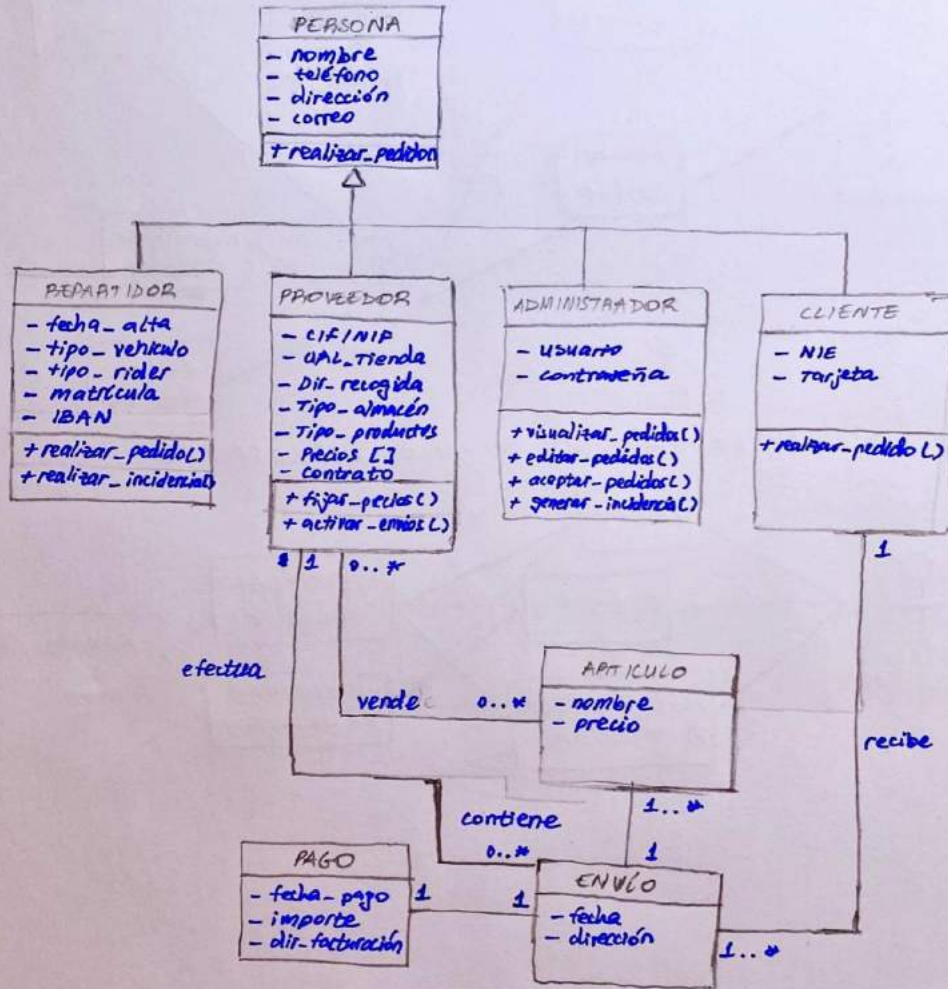 PERSONA
- nombre
- teléfono
- dirección
- correo
+ realizar_pedidon
REPARTIDOR
- fecha_alta
- tipo_vehículo
- tipo_rider
- matrícula
- IBAN
+ realizar_pedido()
+ realizar_incidencia()
PROVEEDOR
- CIF/NIF
- URL_Tienda
- Dir_recogida
- Tipo_almacén
- Tipo_productos
- Precios []
- Contrato
+ fijar_precios()
+ activar_envios()
ADMINISTRADOR
- usuario
- contraseña
+ visualizar_pedidos()
+ editar_pedidos()
+ aceptar_pedidos()
+ generar_incidencia()
CLIENTE
- NIE
- Tarjeta
+ realizar_pedido()
* 1 0..* 1
efectua
ARTICULO
- nombre
- precio
vende 0..*
recibe
1..*
contiene
0..* 1
PAGO
- fecha_pago
- importe
- dir_facturación
1 1
ENVÍO
- fecha
- dirección
1..*